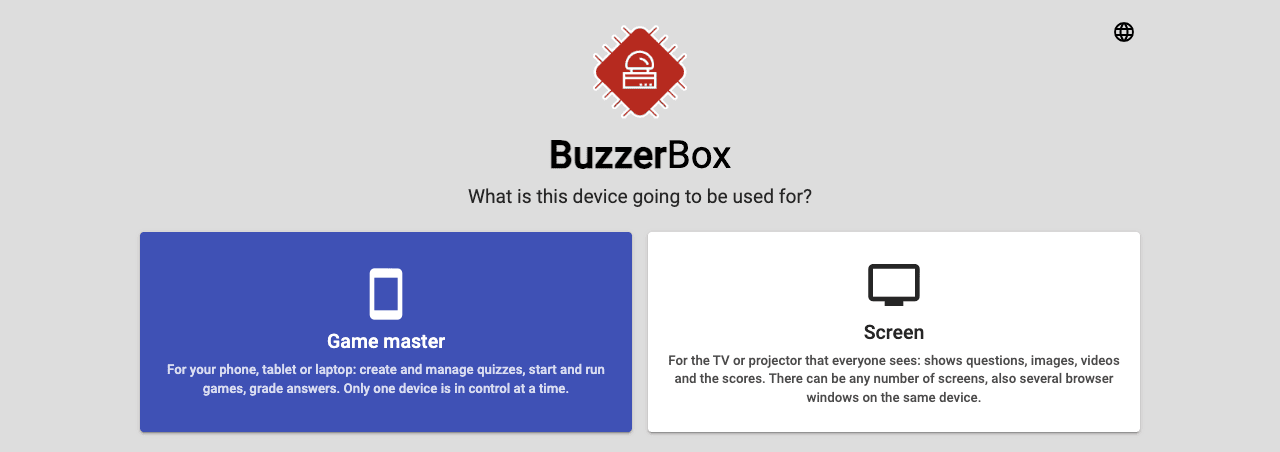 BuzzerBox
What is this device going to be used for?
Game master
For your phone, tablet or laptop: create and manage quizzes, start and run
games, grade answers. Only one device is in control at a time.
Screen
For the TV or projector that everyone sees: shows questions, images, videos
and the scores. There can be any number of screens, also several browser
windows on the same device.